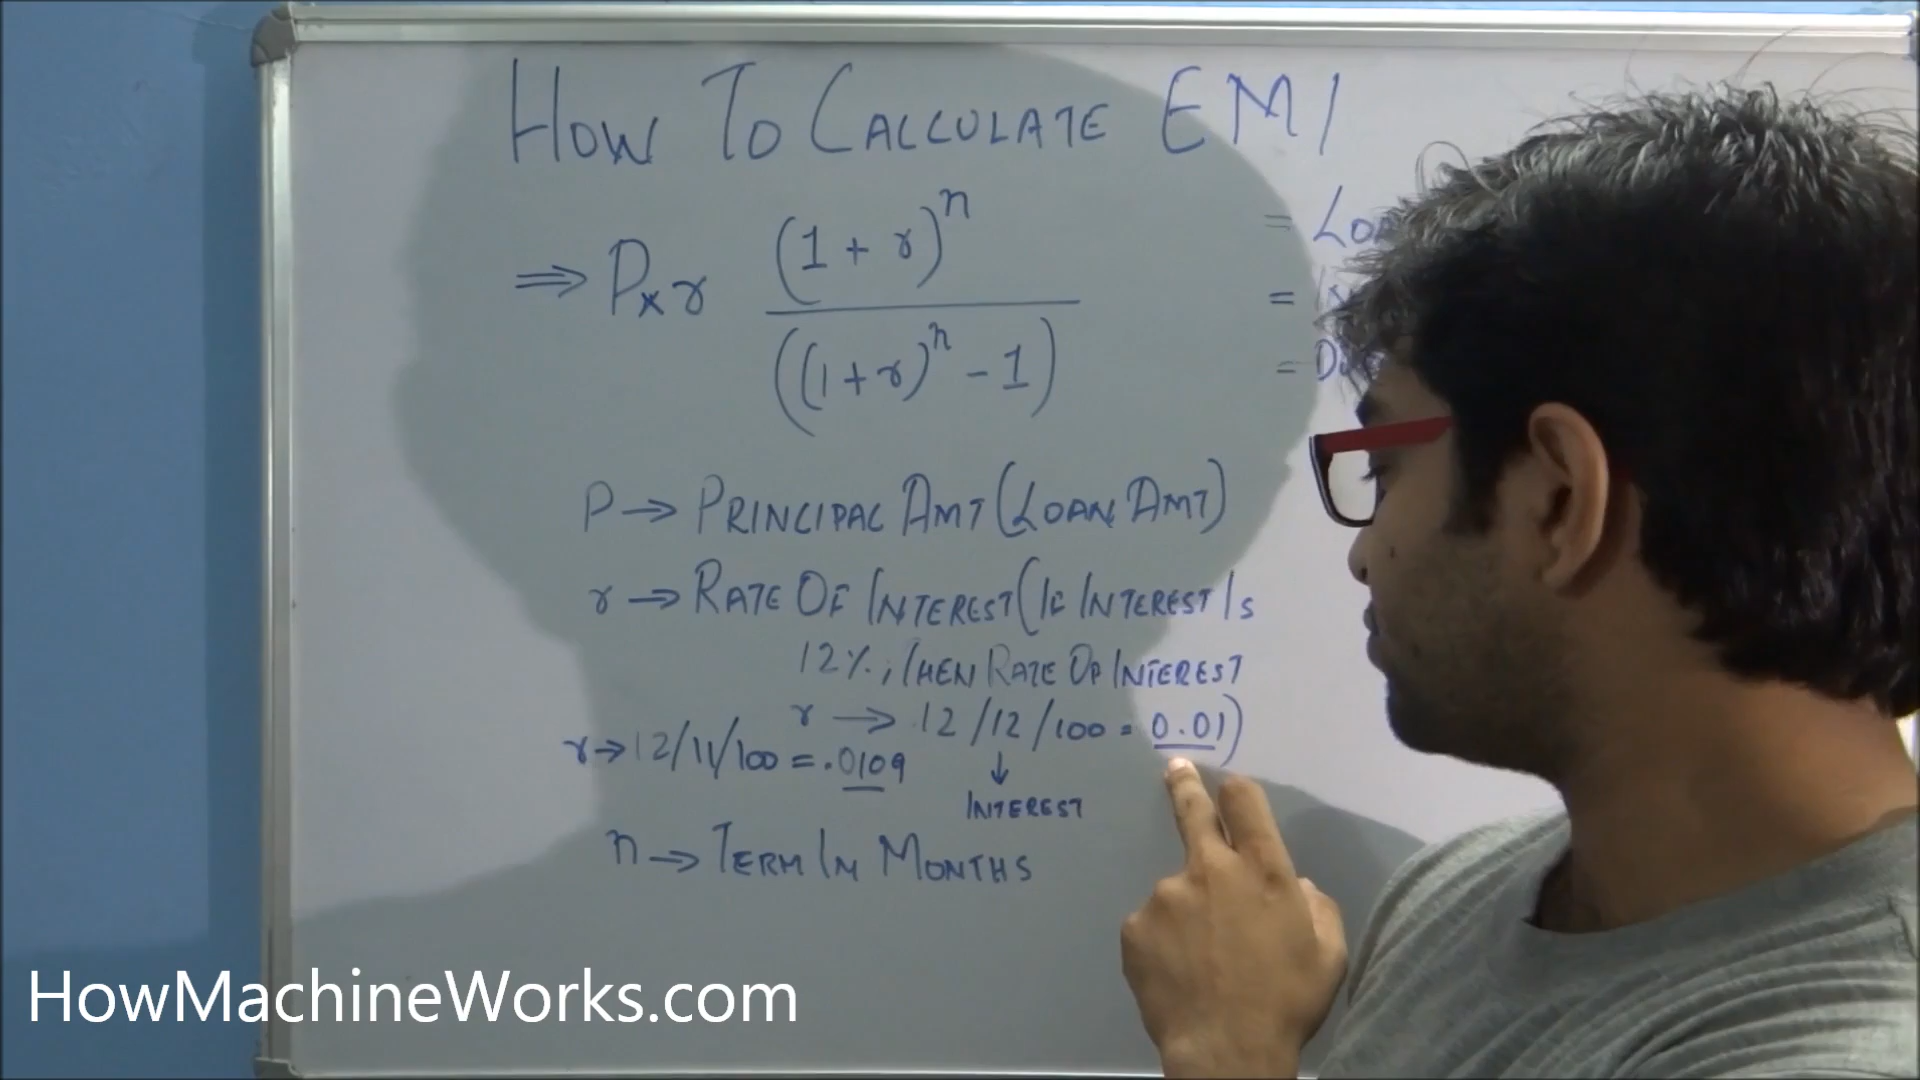 HOW TO CALCULATE EMI
⇒ P×r (1+r)^n
((1+r)^n -1)
=
=
=
P → PRINCIPAL AMT (LOAN AMT)
r → RATE OF INTEREST (IF INTEREST IS
12%, THEN RATE OF INTEREST
r → 12/12/100 = 0.01)
r → 12/11/100 = .0109
↓
INTEREST
n → TERM IN MONTHS
HowMachineWorks.com